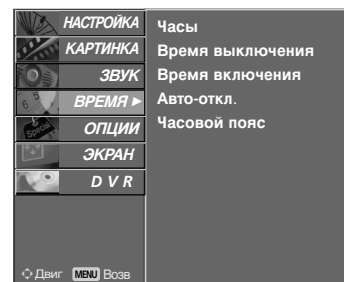 НАСТРОЙКА
КАРТИНКА
ЗВУК
ВРЕМЯ
ОПЦИИ
ЭКРАН
D V R
Двиг MENU Возв
Часы
Время выключения
Время включения
Авто-откл.
Часовой пояс